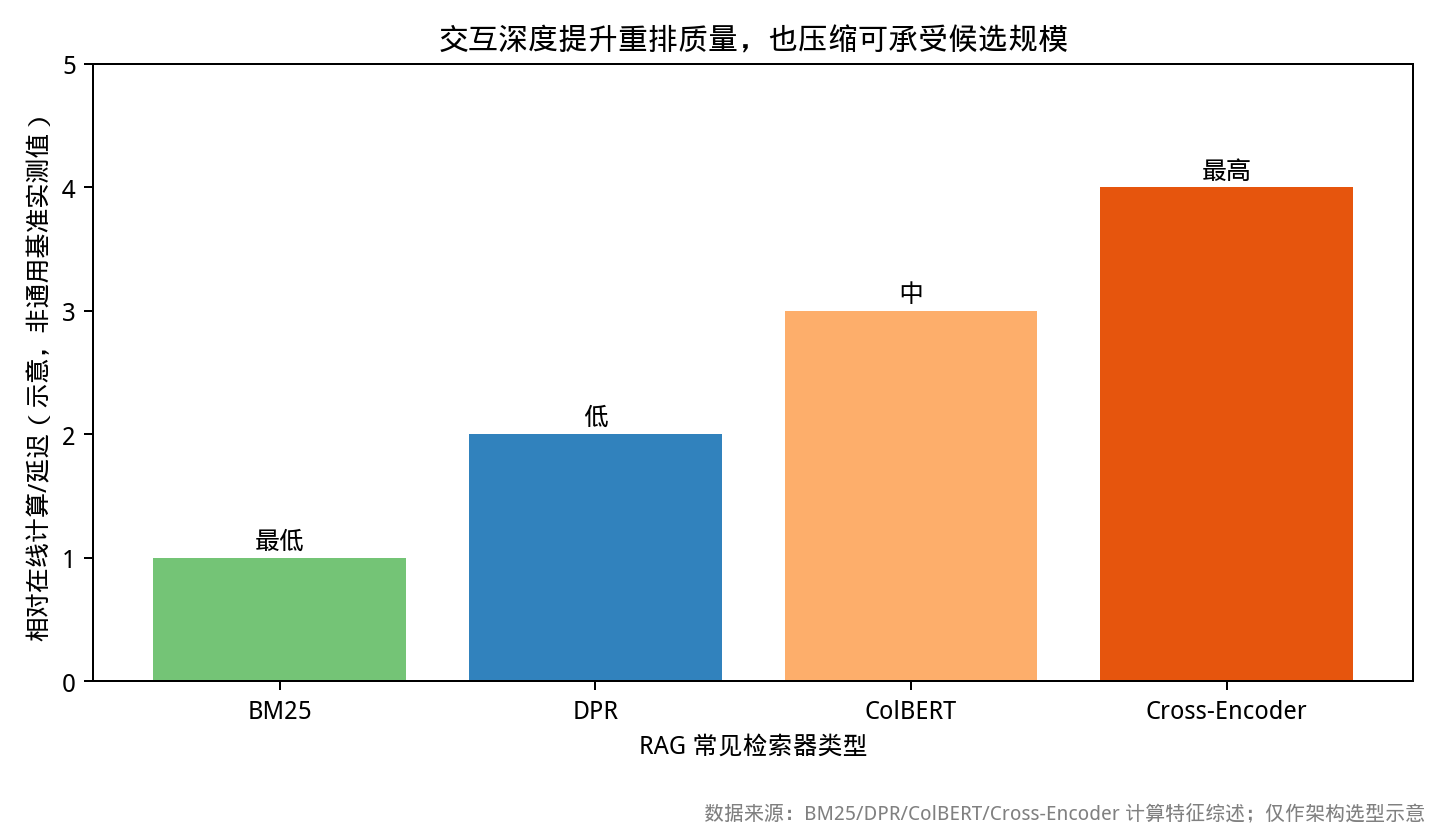 交互深度提升重排质量，也压缩可承受候选规模
相对在线计算/延迟（示意，非通用基准实测值）
5
4
3
2
1
0
最低
低
中
最高
BM25
DPR
ColBERT
Cross-Encoder
RAG 常见检索器类型
数据来源：BM25/DPR/ColBERT/Cross-Encoder 计算特征综述；仅作架构选型示意